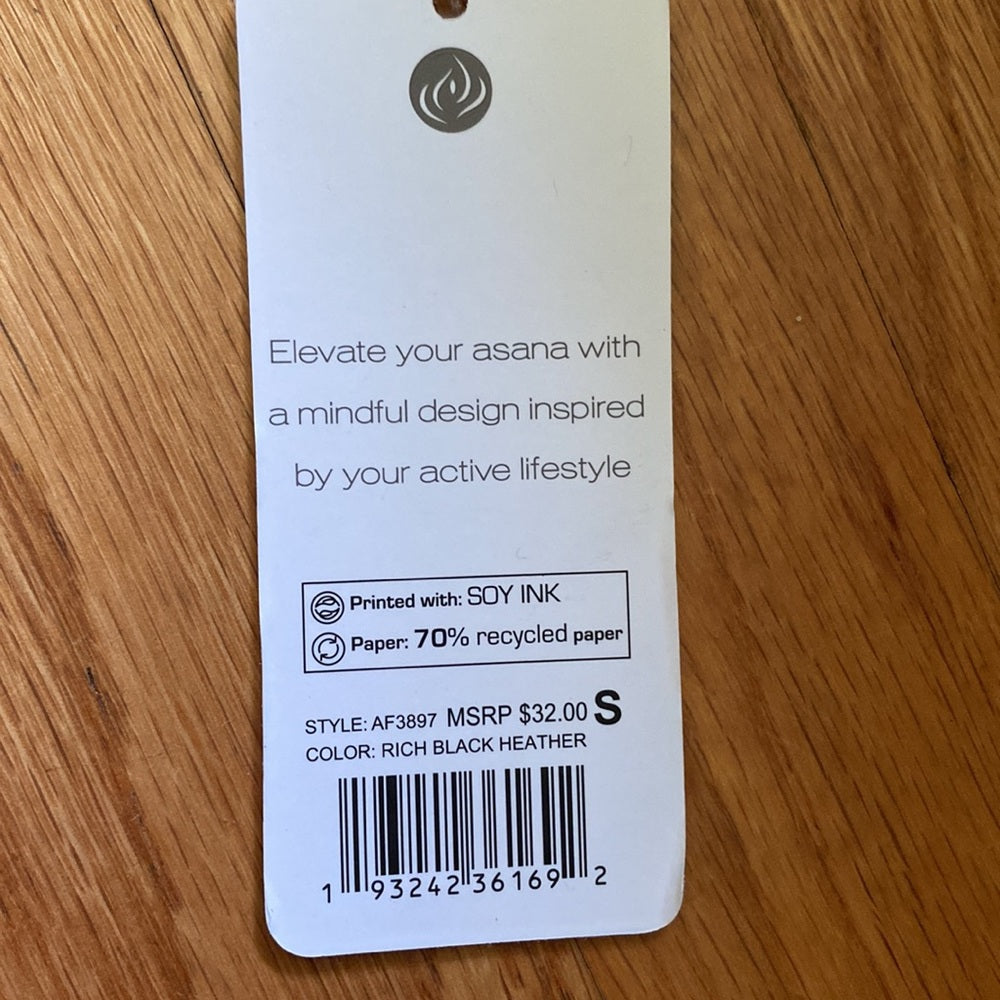 Elevate your asana with
a mindful design inspired
by your active lifestyle
Printed with: SOY INK
Paper: 70% recycled paper
STYLE: AF3897 MSRP $32.00 S
COLOR: RICH BLACK HEATHER
1 93242 36169 2